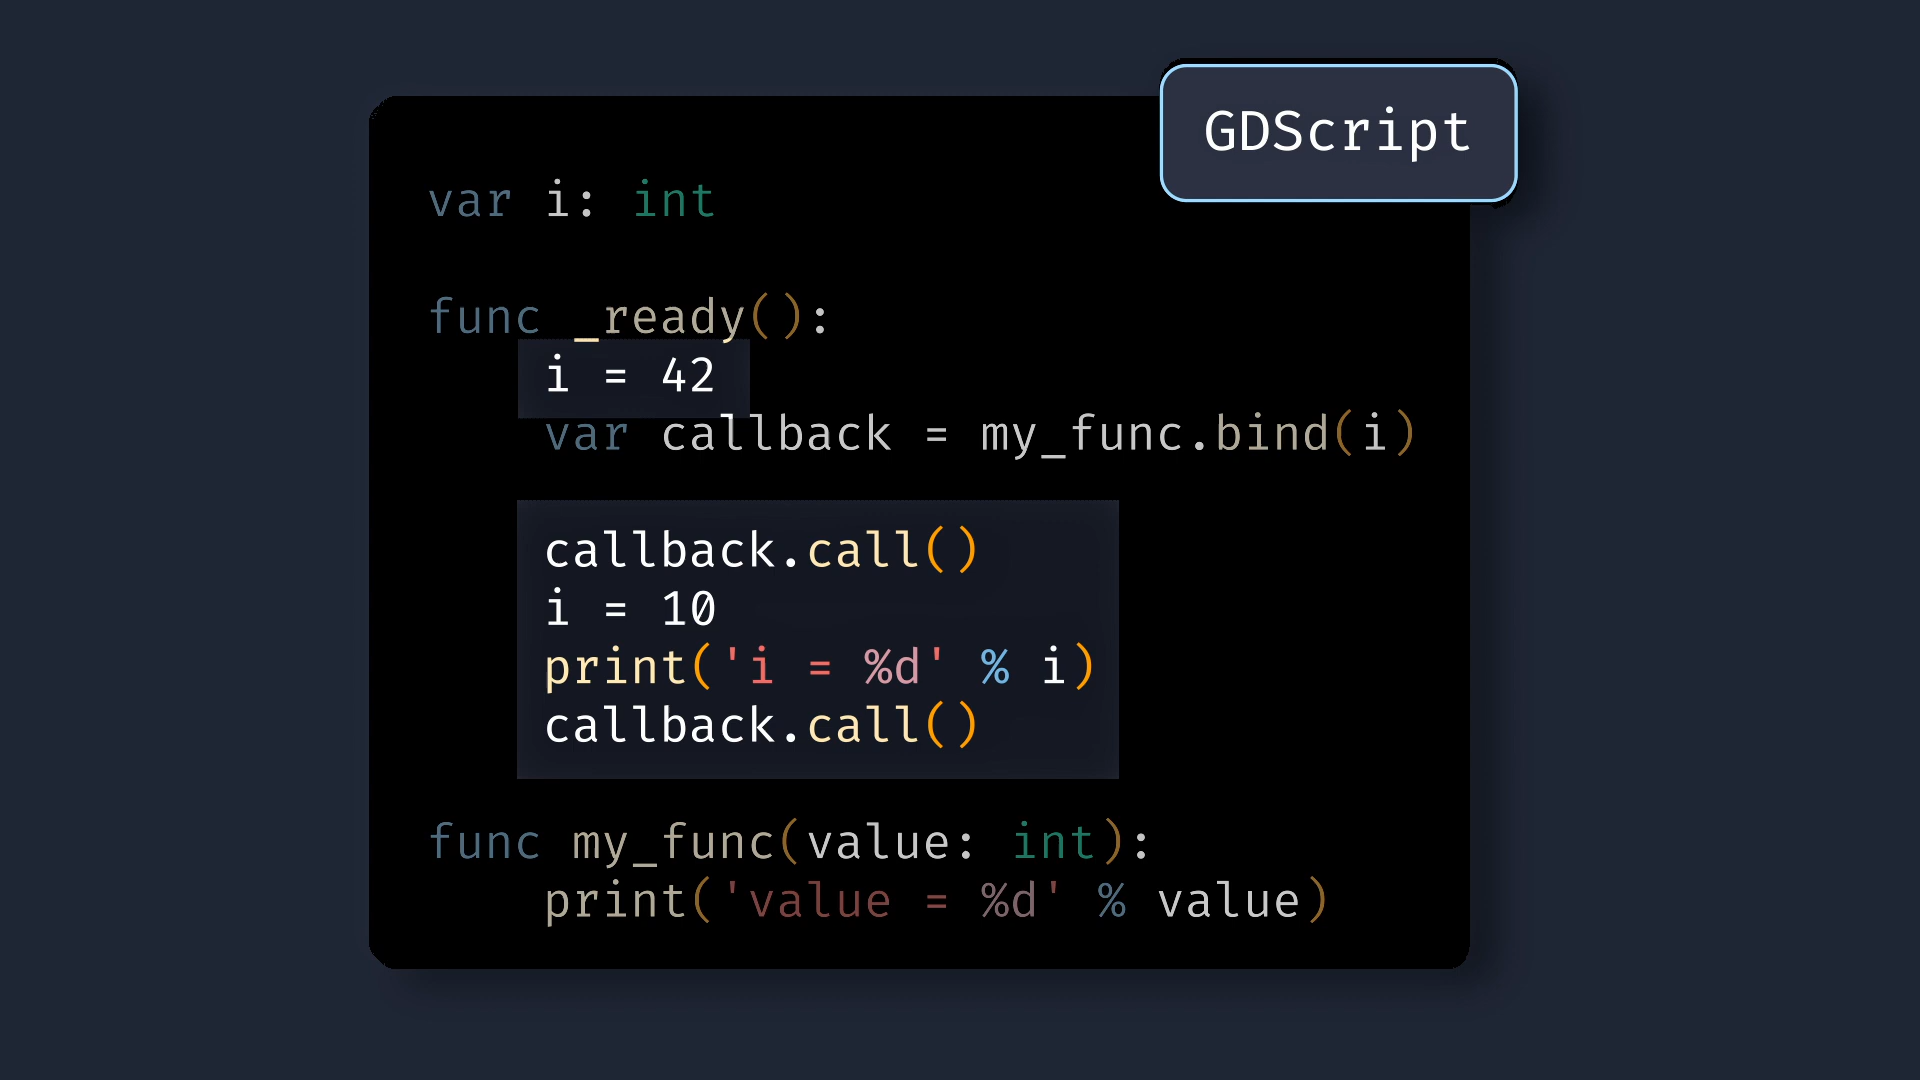 GDScript
var i: int
func _ready():
i = 42
var callback = my_func.bind(i)
callback.call()
i = 10
print('i = %d' % i)
callback.call()
func my_func(value: int):
print('value = %d' % value)